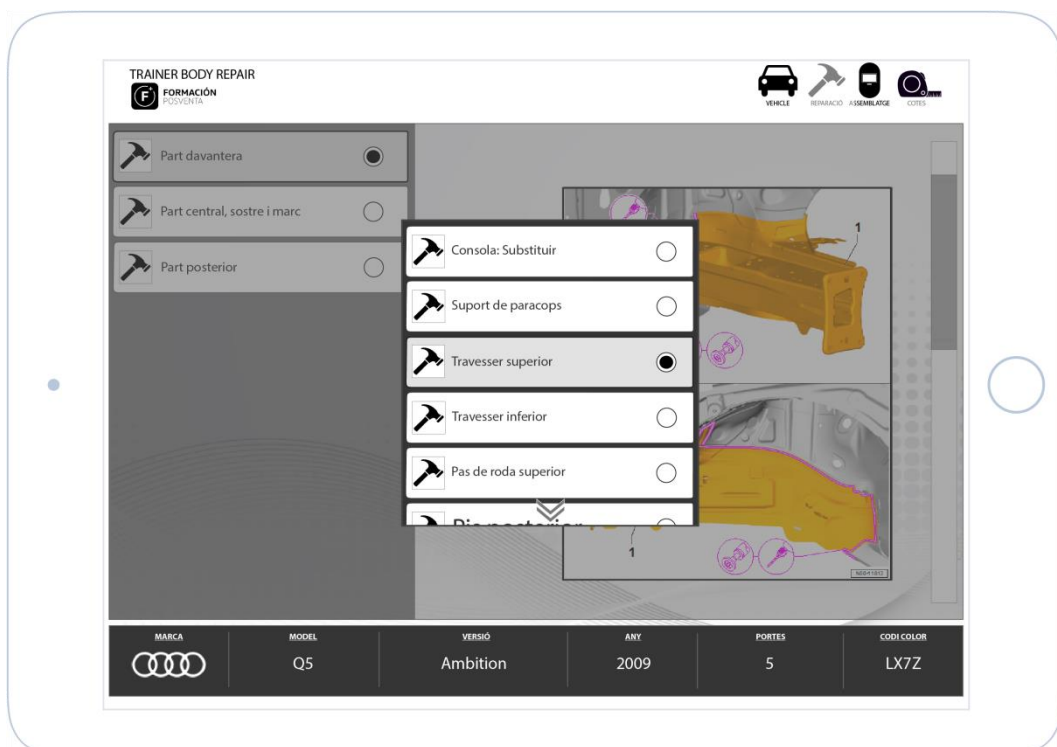 TRAINER BODY REPAIR
F
FORMACIÓN
POSVENTA
VEHICLE
REPARACIÓ
ASSEMBLATGE
COTES
Part davantera
Part central, sostre i marc
Part posterior
Consola: Substituir
Suport de paracops
Travesser superior
Travesser inferior
Pas de roda superior
1
1
MARCA
MODEL
VERSIÓ
ANY
PORTES
CODI COLOR
Q5
Ambition
2009
5
LX7Z